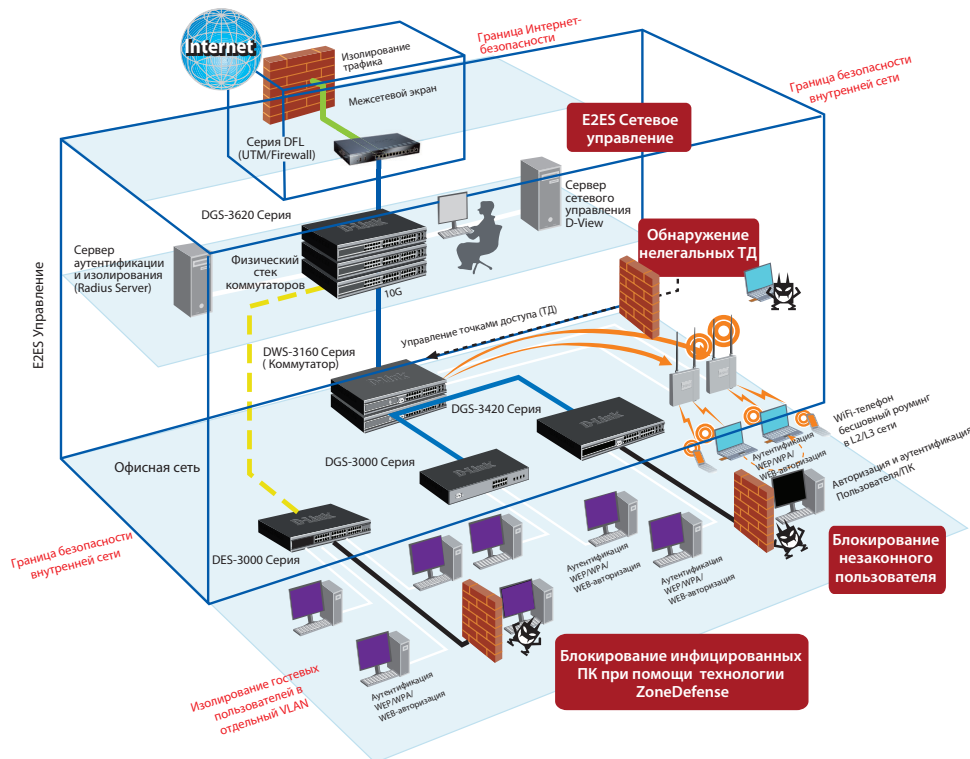 Internet
Изолирование
трафика
Граница Интернет-
безопасности
Межсетевой экран
Граница безопасности
внутренней сети
Серия DFL
(UTM/Firewall)
E2ES Сетевое
управление
DGS-3620 Серия
D-Link
Сервер
сетевого
управления
D-View
Сервер
аутентификации
и изолирования
(Radius Server)
Физический
стек
коммутаторов
10G
Обнаружение
нелегальных ТД
E2ES Управление
Управление точками доступа (ТД)
DWS-3160 Серия
( Коммутатор)
D-Link
DGS-3420 Серия
D-Link
WiFi-телефон
бесшовный роуминг
в L2/L3 сети
Аутентификация
WEP/WPA/
WEB-авторизация
Авторизация и аутентификация
Пользователя/ПК
Офисная сеть
DGS-3000 Серия
D-Link
D-Link
DES-3000 Серия
Граница безопасности
внутренней сети
Аутентификация
WEP/WPA/
WEB-авторизация
Аутентификация
WEP/WPA/
WEB-авторизация
Блокирование
незаконного
пользователя
Блокирование инфицированных
ПК при помощи технологии
ZoneDefense
Изолирование гостевых
пользователей в
отдельный VLAN
Аутентификация
WEP/WPA/
WEB-авторизация